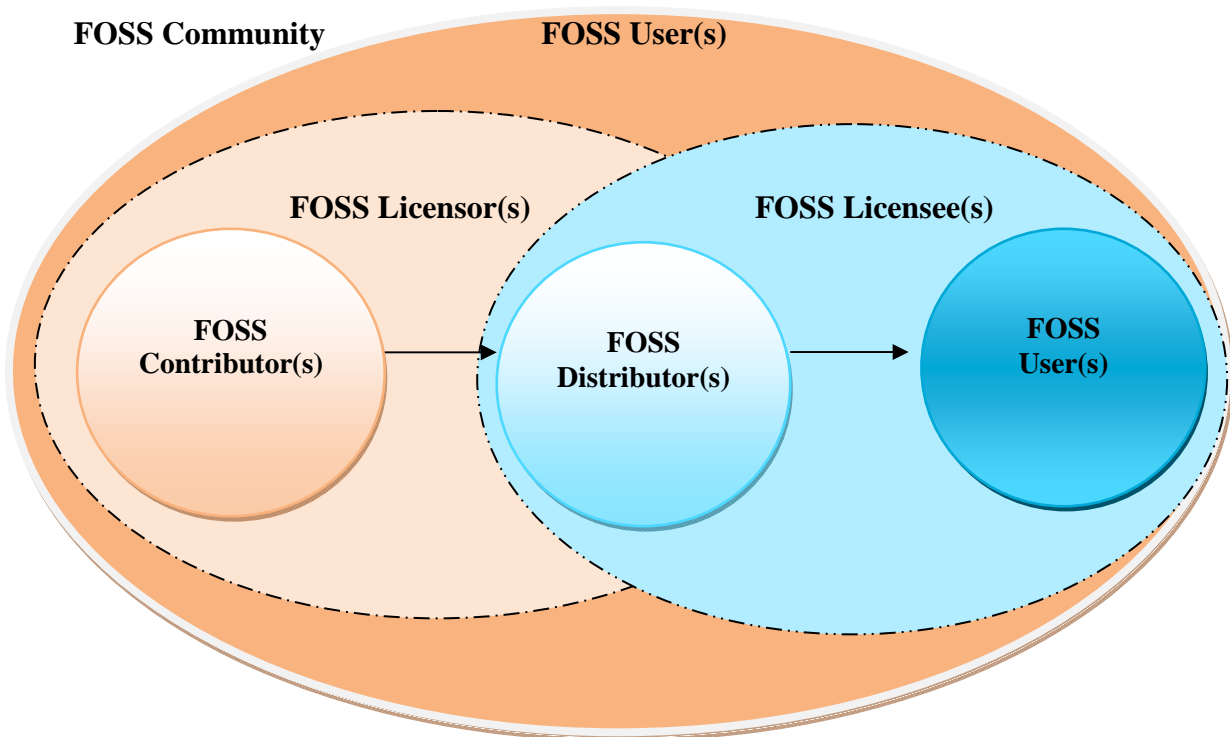 FOSS Community
FOSS User(s)
FOSS Licensor(s)
FOSS Licensee(s)
FOSS
Contributor(s)
FOSS
Distributor(s)
FOSS
User(s)